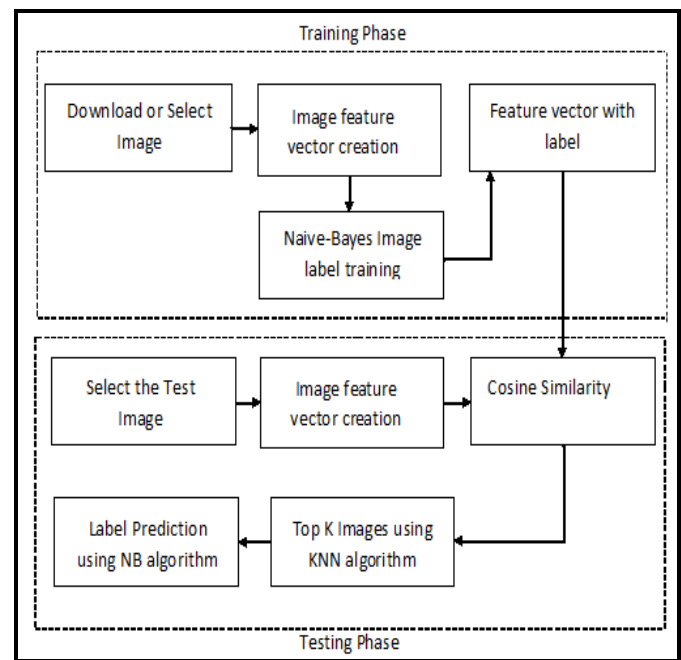 Training Phase
Download or Select
Image
Image feature
vector creation
Feature vector with
label
Naive-Bayes Image
label training
Select the Test
Image
Image feature
vector creation
Cosine Similarity
Label Prediction
using NB algorithm
Top K Images using
KNN algorithm
Testing Phase